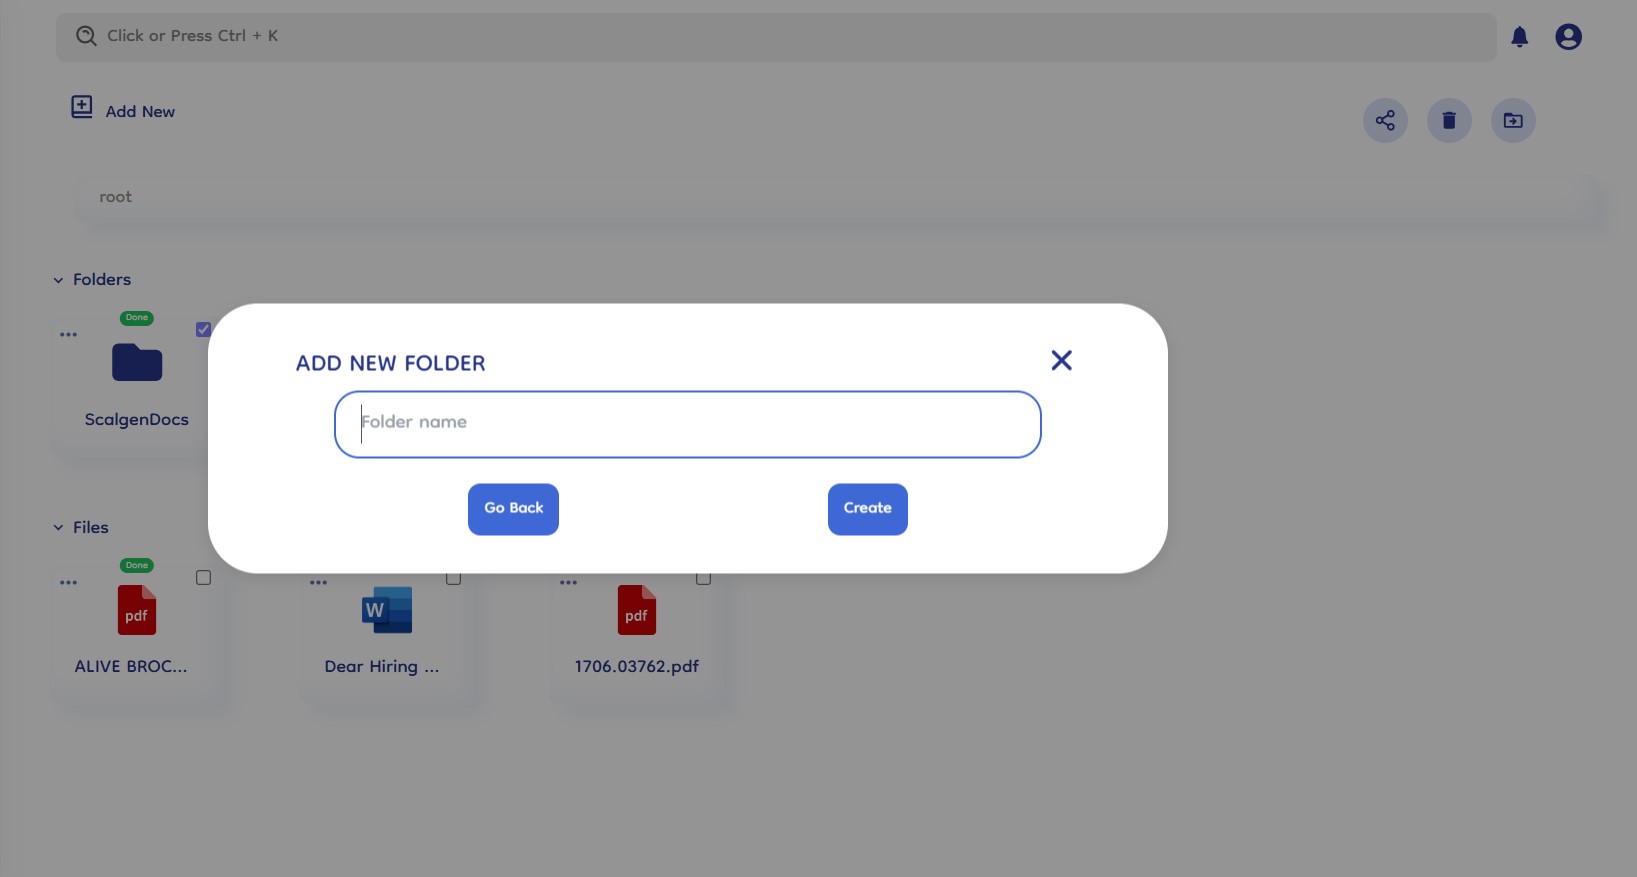 Click or Press Ctrl + K
Add New
root
Folders
Done
ScalgenDocs
ADD NEW FOLDER
Folder name
Go Back
Create
Files
Done
pdf
W
pdf
ALIVE BROC...
Dear Hiring ...
1706.03762.pdf